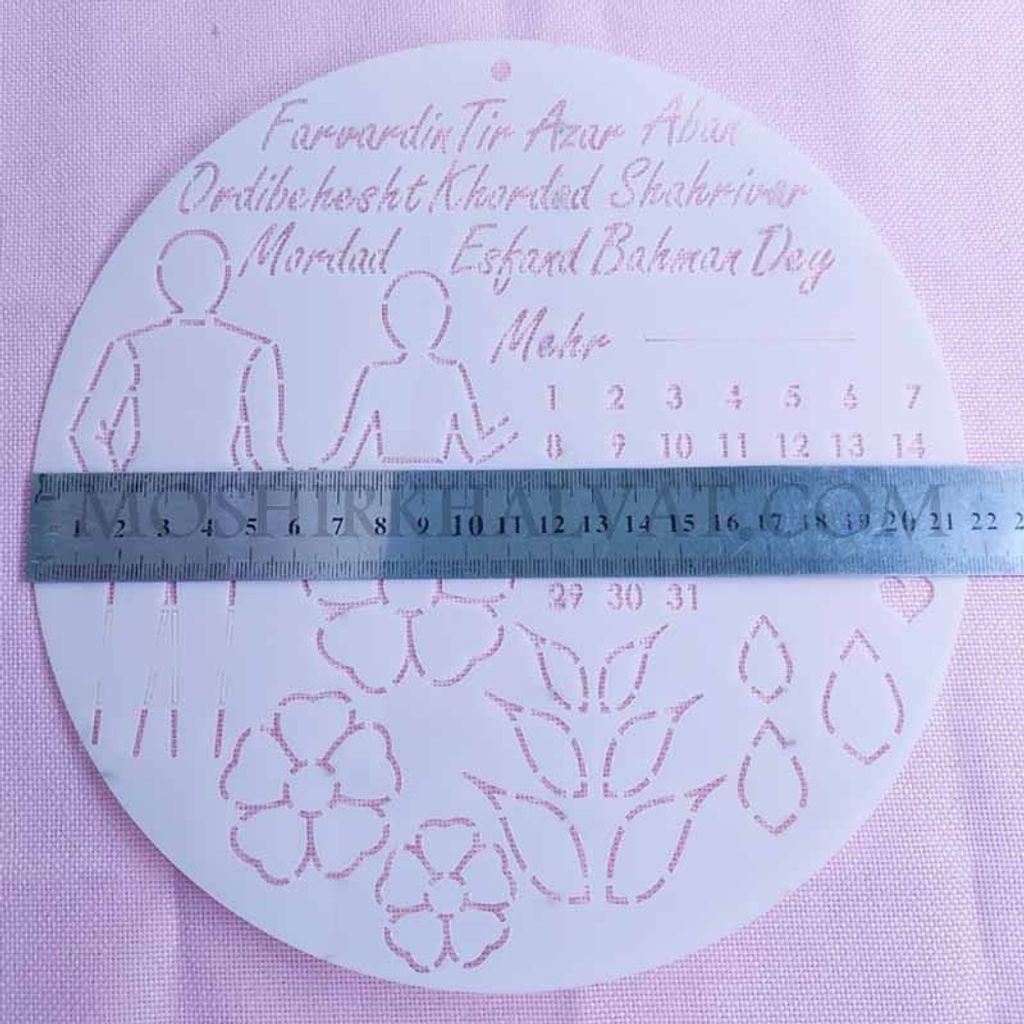 Farvardin Tir Azar Aban
Ordibehesht Khordad Shahrivar
Mordad Esfand Bahman Dey
Mehr
1 2 3 4 5 6 7
8 9 10 11 12 13 14
MOSHIRKHALVAT.COM
1 2 3 4 5 6 7 8 9 10 11 12 13 14 15 16 17 18 19 20 21 22
29 30 31